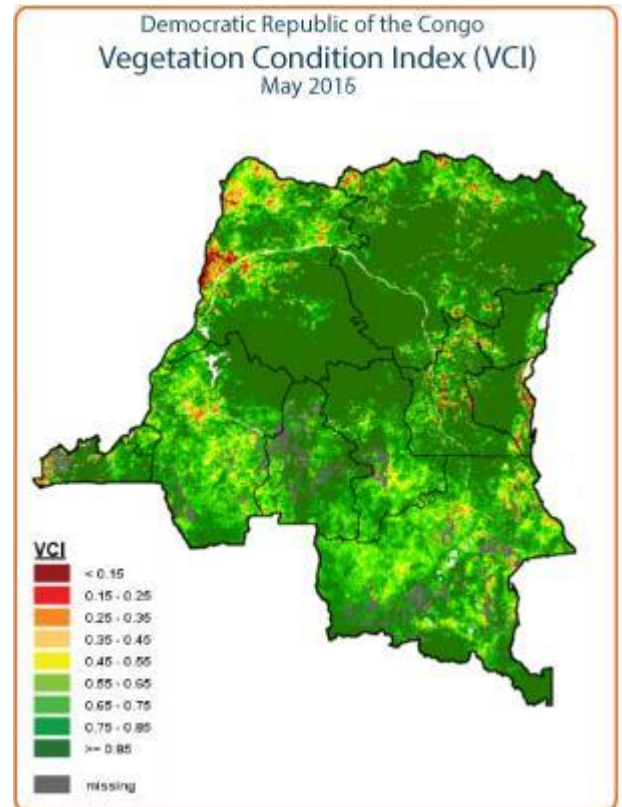 Democratic Republic of the Congo
Vegetation Condition Index (VCI)
May 2016
VCI
< 0.15
0.15 - 0.25
0.25 - 0.35
0.35 - 0.45
0.45 - 0.55
0.55 - 0.65
0.65 - 0.75
0.75 - 0.85
>= 0.85
missing